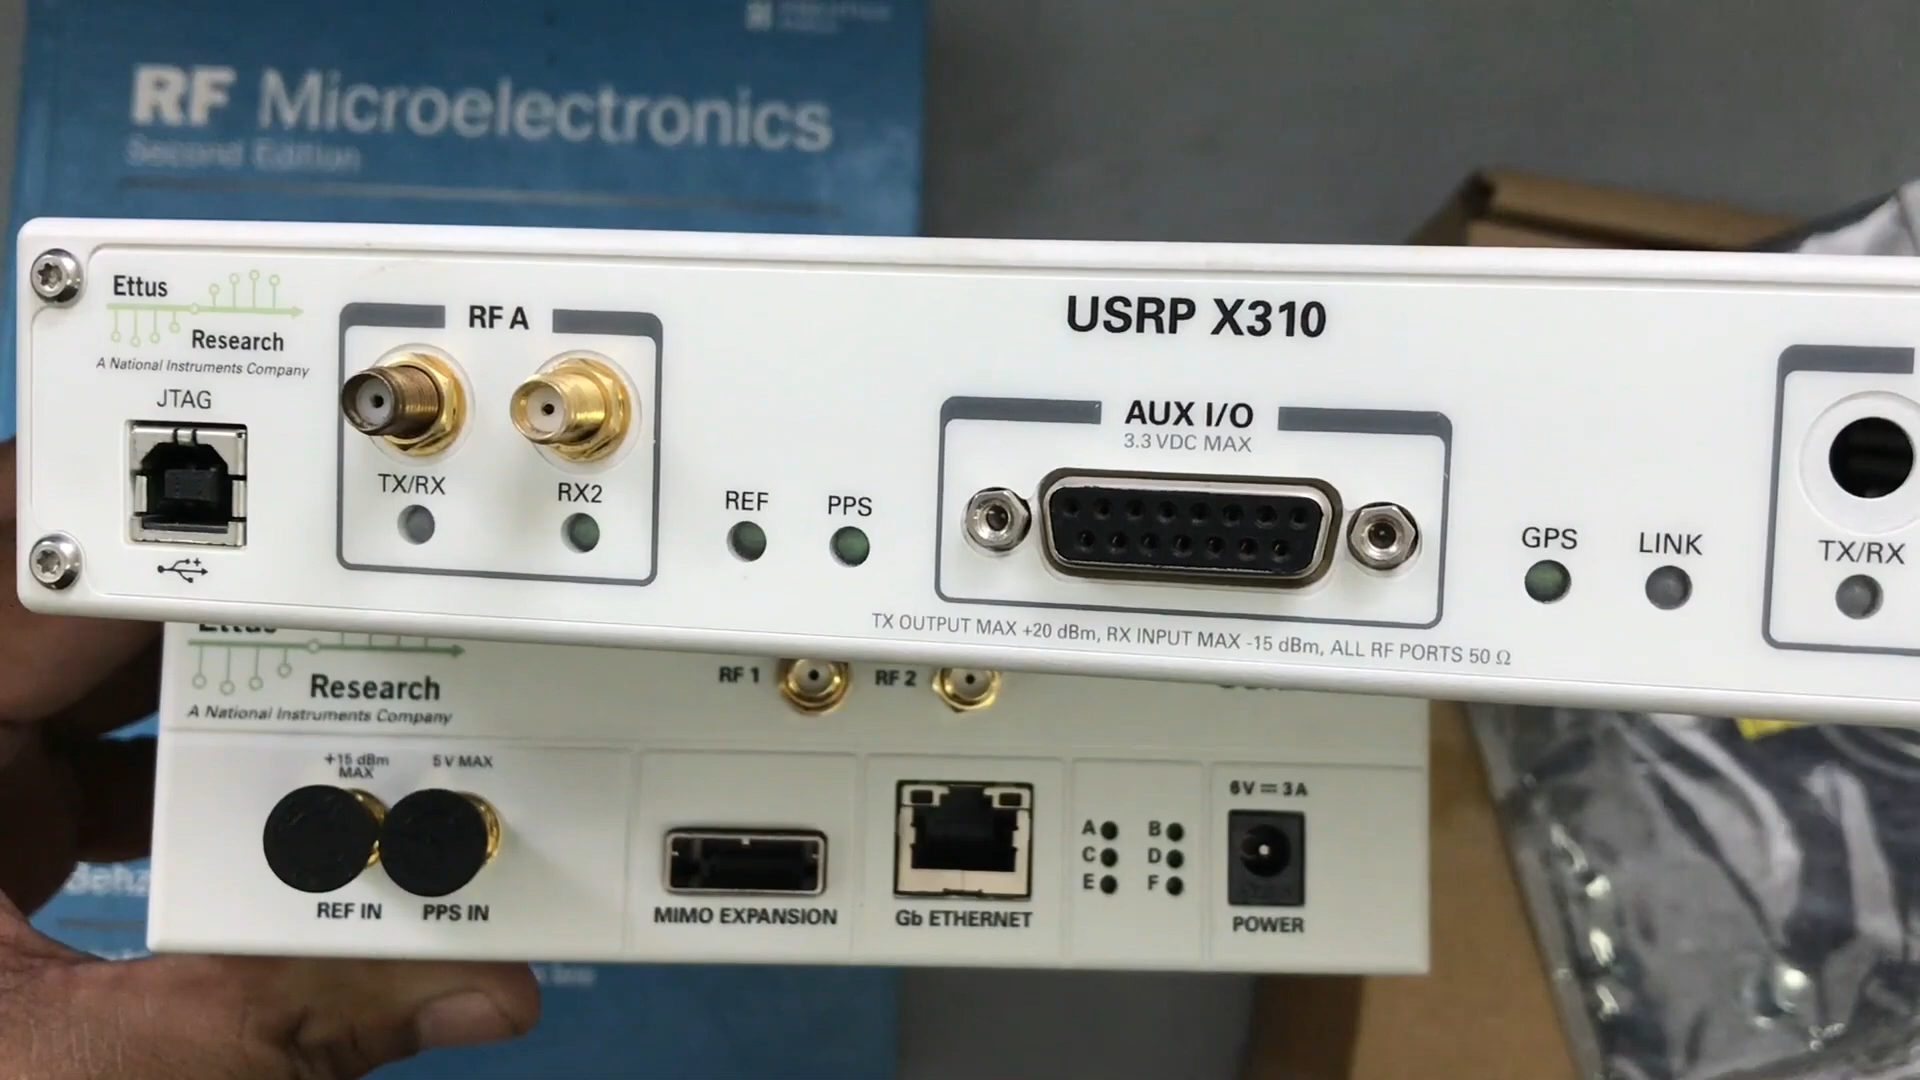 RF Microelectronics
Second Edition
Ettus
Research
A National Instruments Company
JTAG
RF A
TX/RX
RX2
REF
PPS
USRP X310
AUX I/O
3.3 VDC MAX
GPS
LINK
TX/RX
TX OUTPUT MAX +20 dBm, RX INPUT MAX -15 dBm, ALL RF PORTS 50 Ω
Ettus
Research
A National Instruments Company
RF 1
RF 2
+15 dBm
MAX
5V MAX
REF IN
PPS IN
MIMO EXPANSION
Gb ETHERNET
A B
C D
E F
6V⎓3A
POWER